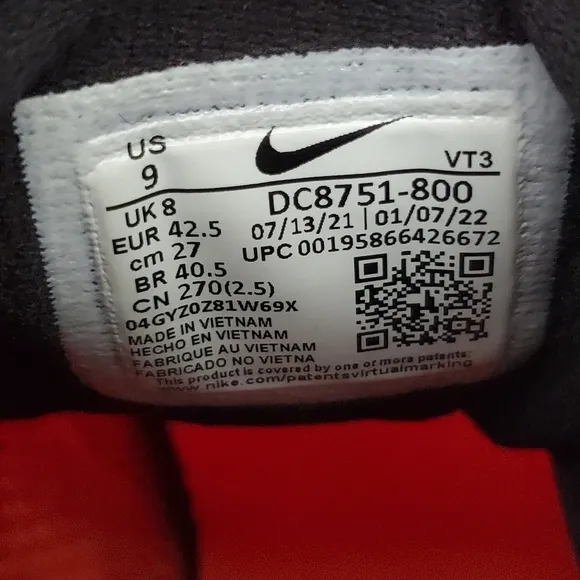 US
9
VT3
UK 8
EUR 42.5
cm 27
BR 40.5
CN 270(2.5)
DC8751-800
07/13/21 | 01/07/22
UPC 00195866426672
04GYZ0Z81W69X
MADE IN VIETNAM
HECHO EN VIETNAM
FABRIQUE AU VIETNAM
FABRICADO NO VIETNA
This product is covered by one or more patents:
www.nike.com/patentsvirtualmarking